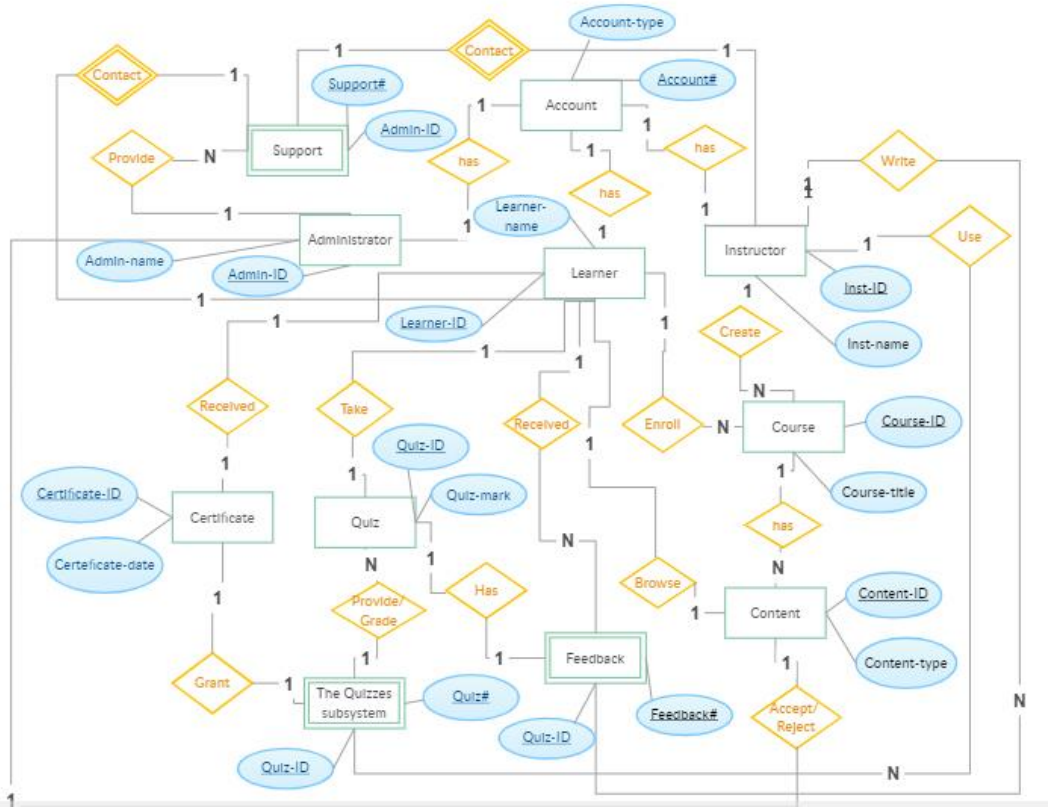 Account-type
1
Contact
1
Contact
1
Support#
Account#
1
Account
1
Admin-ID
Provide
N
Support
has
1
has
Write
has
Learner-name
1
1
1
1
Use
Administrator
Admin-name
Admin-ID
Learner
Instructor
1
Inst-ID
1
1
Learner-ID
1
1
Create
Inst-name
1
1
N
Received
Take
Received
Enroll
N
Course
Course-ID
1
Quiz-ID
Quiz-mark
1
1
1
Course-title
Certificate-ID
Certificate
Quiz
has
Certeficate-date
N
1
N
N
1
Provide/
Grade
Has
Browse
1
Content
Content-ID
Content-type
1
1
Feedback
1
Grant
1
The Quizzes
subsystem
Quiz#
Feedback#
Accept/
Reject
N
Quiz-ID
Quiz-ID
N
1